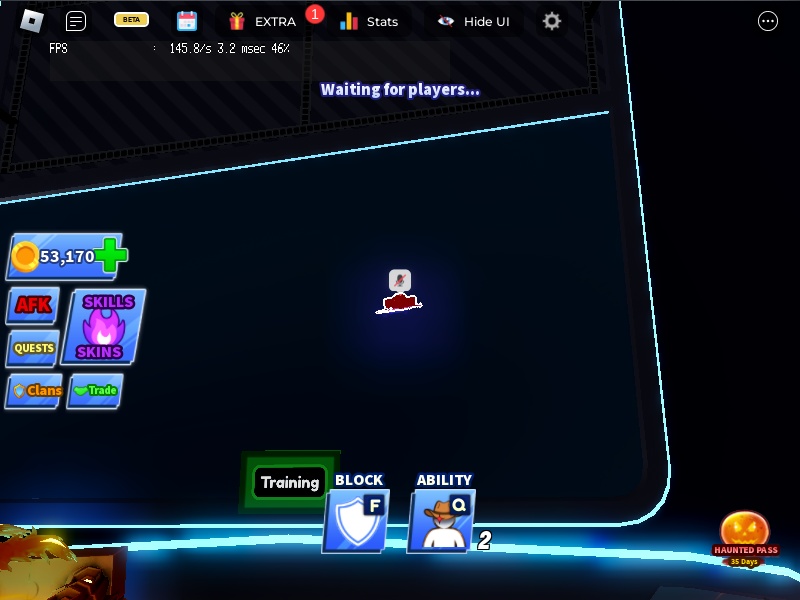 BETA
EXTRA
1
Stats
Hide UI
FPS : 145.8/s 3.2 msec 46%
Waiting for players...
53,170
AFK
SKILLS
SKINS
QUESTS
Clans
Trade
Training
BLOCK
F
ABILITY
Q
2
HAUNTED PASS
35 Days